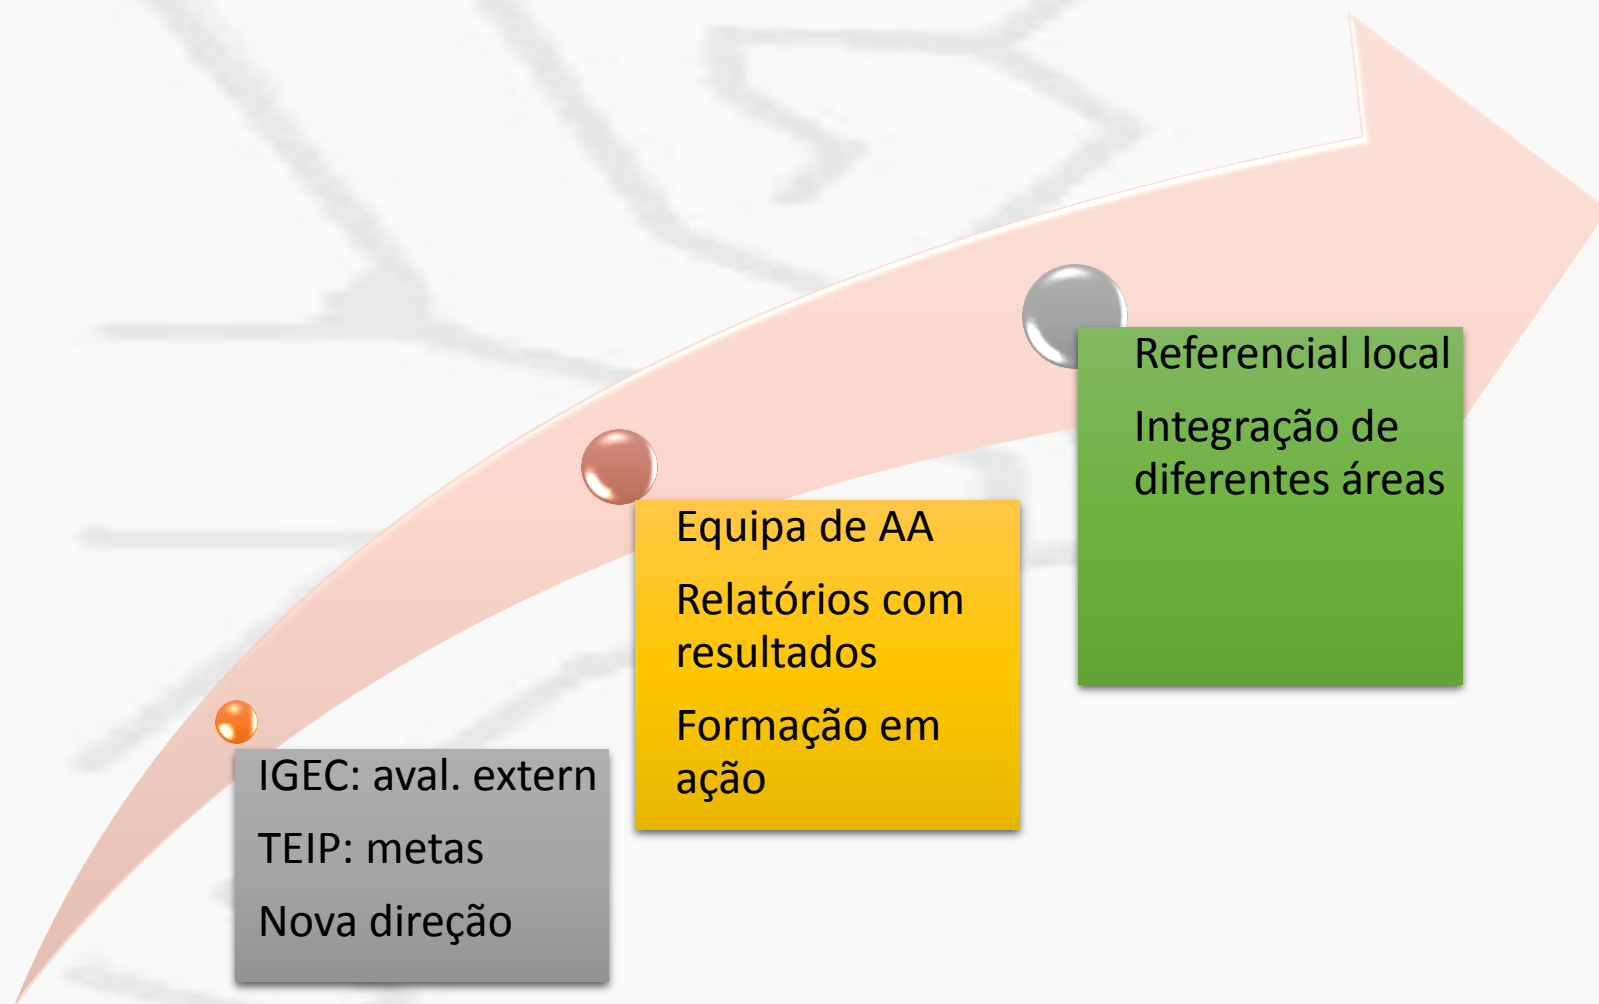 Referencial local
Integração de
diferentes áreas
Equipa de AA
Relatórios com
resultados
Formação em
ação
IGEC: aval. extern
TEIP: metas
Nova direção